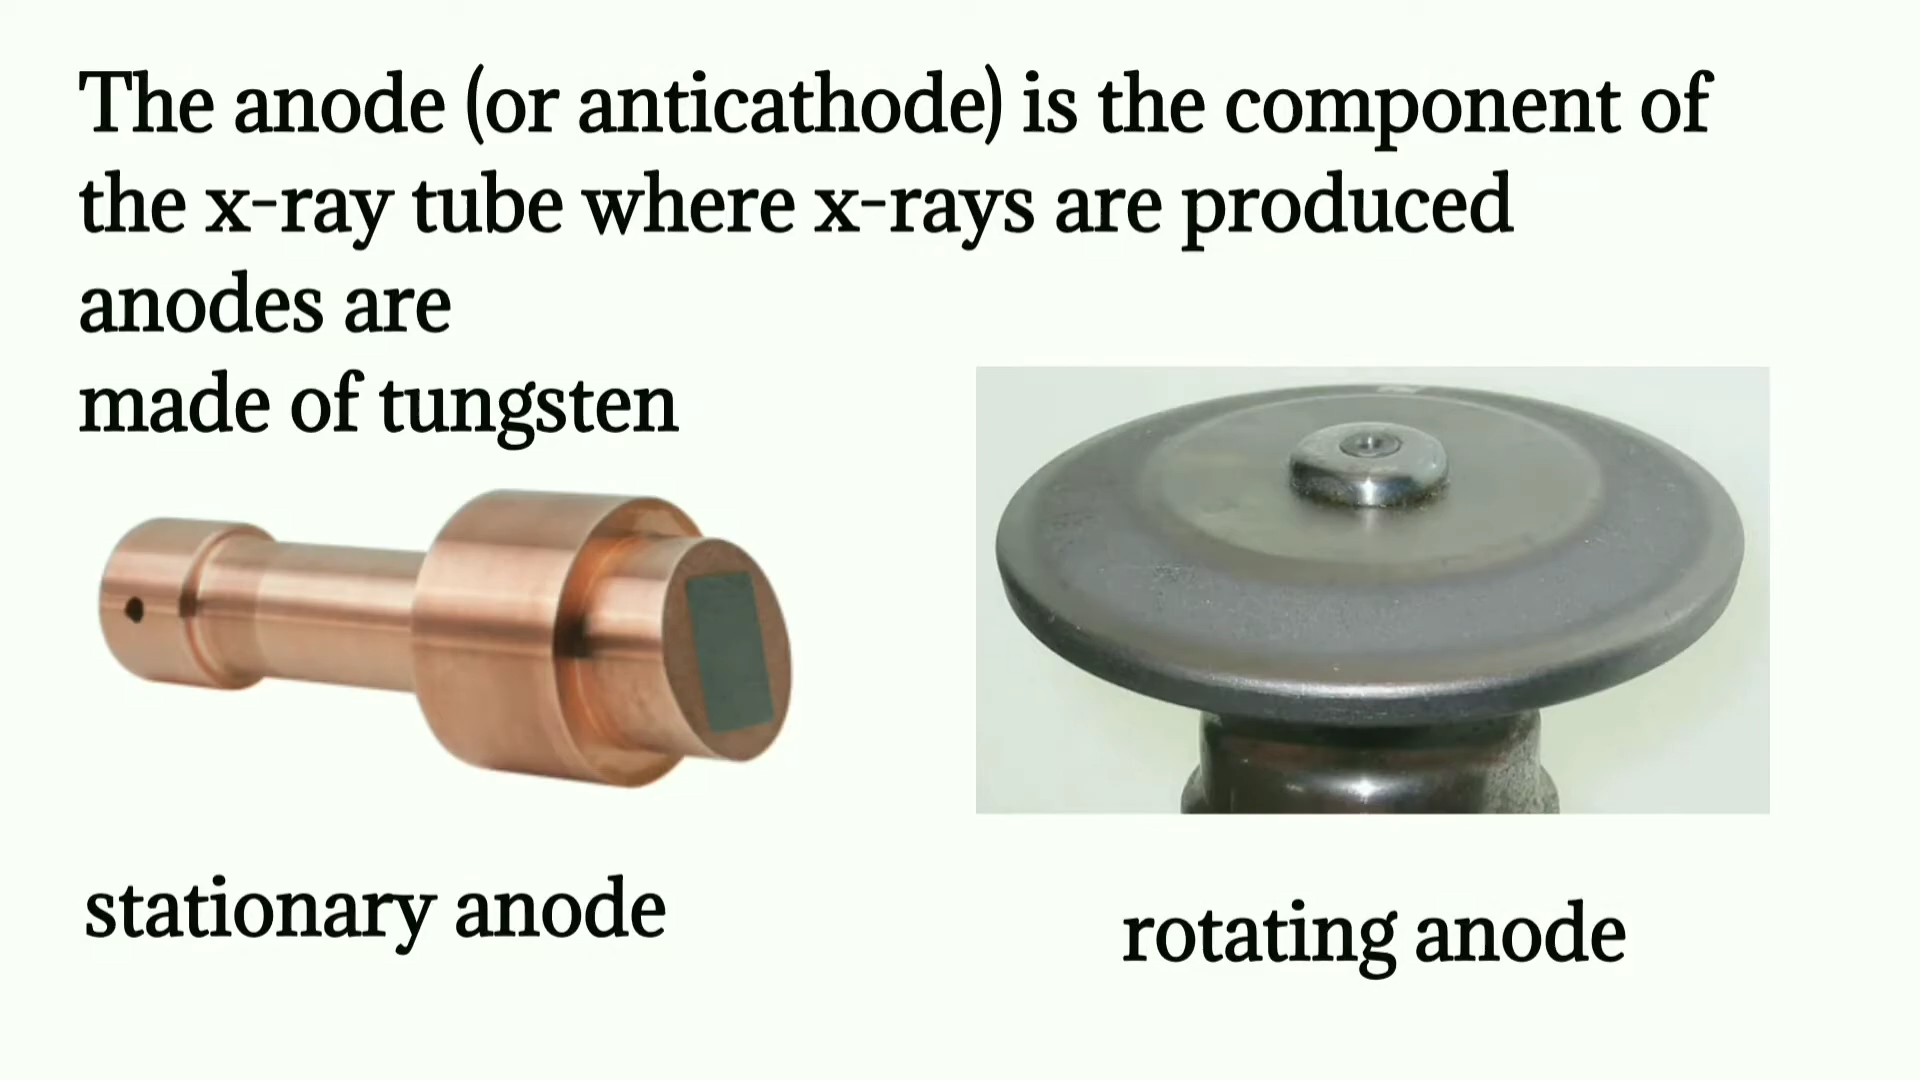 The anode (or anticathode) is the component of
the x-ray tube where x-rays are produced
anodes are
made of tungsten
stationary anode
rotating anode